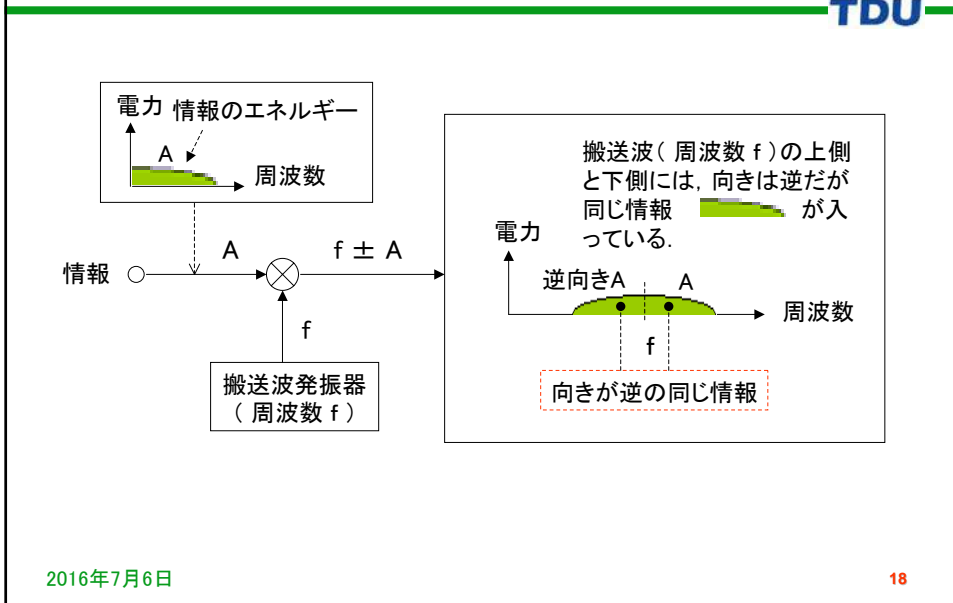 TDU
電力 情報のエネルギー
A
周波数
情報
A
f ± A
f
搬送波発振器
( 周波数 f )
搬送波( 周波数 f )の上側
と下側には, 向きは逆だが
同じ情報 が入
っている.
電力
逆向きA A
周波数
f
向きが逆の同じ情報
2016年7月6日
18